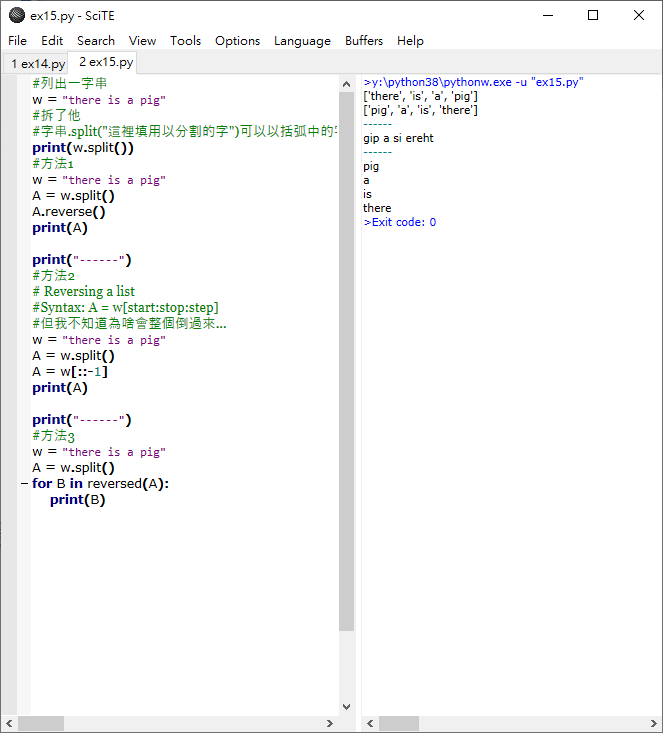 ex15.py - SciTE
File Edit Search View Tools Options Language Buffers Help
1 ex14.py 2 ex15.py
#列出一字串
w = "there is a pig"
#拆了他
#字串.split("這裡填用以分割的字")可以以括弧中的
print(w.split())
#方法1
w = "there is a pig"
A = w.split()
A.reverse()
print(A)
print("------")
#方法2
# Reversing a list
#Syntax: A = w[start:stop:step]
#但我不知道為啥會整個倒過來...
w = "there is a pig"
A = w.split()
A = w[::-1]
print(A)
print("------")
#方法3
w = "there is a pig"
A = w.split()
for B in reversed(A):
print(B)
>y:\python38\pythonw.exe -u "ex15.py"
['there', 'is', 'a', 'pig']
['pig', 'a', 'is', 'there']
------
gip a si ereht
------
pig
a
is
there
>Exit code: 0